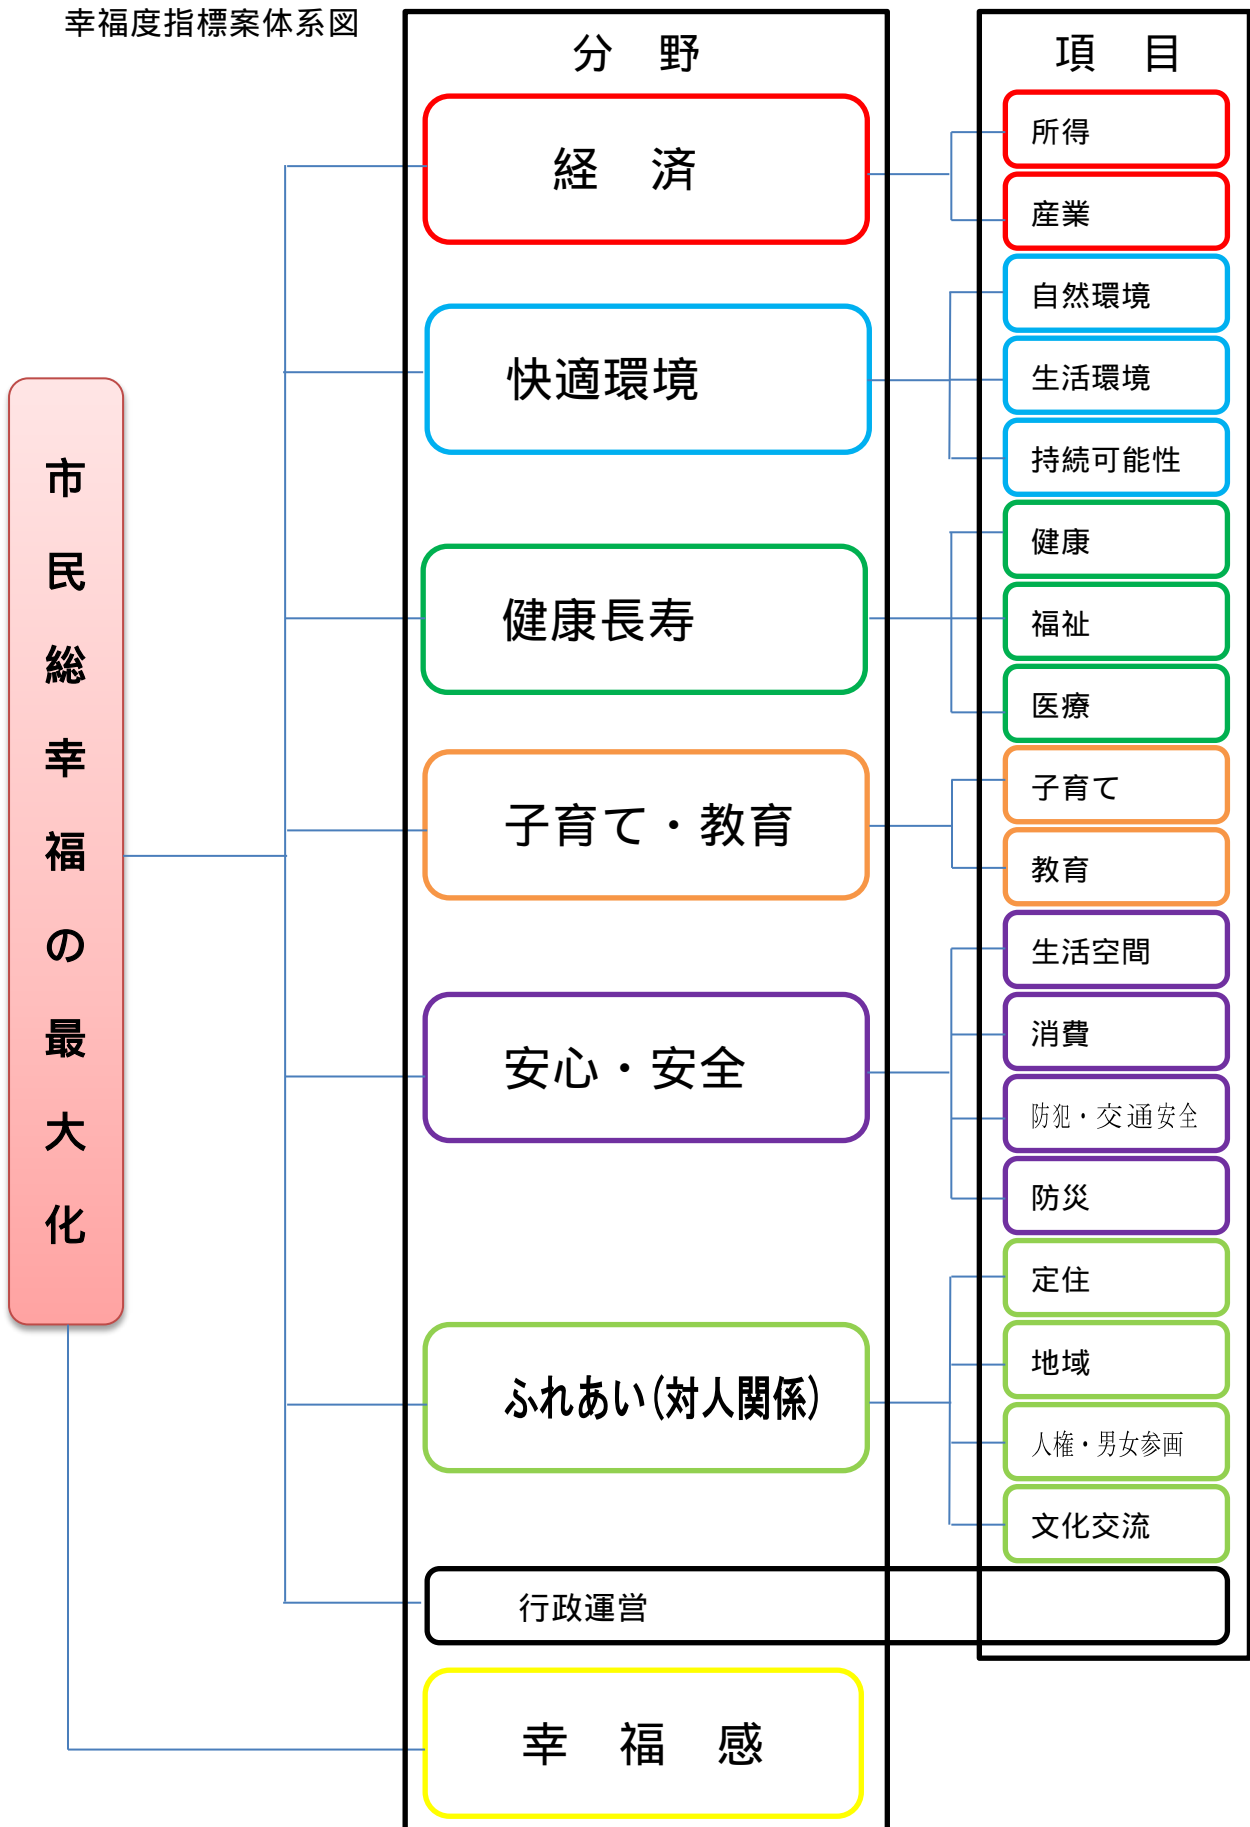 幸福度指標案体系図
分　野
項　目
市民総幸福の最大化
経　済
所得
産業
快適環境
自然環境
生活環境
持続可能性
健康長寿
健康
福祉
医療
子育て・教育
子育て
教育
安心・安全
生活空間
消費
防犯・交通安全
防災
ふれあい(対人関係)
定住
地域
人権・男女参画
文化交流
行政運営
幸　福　感